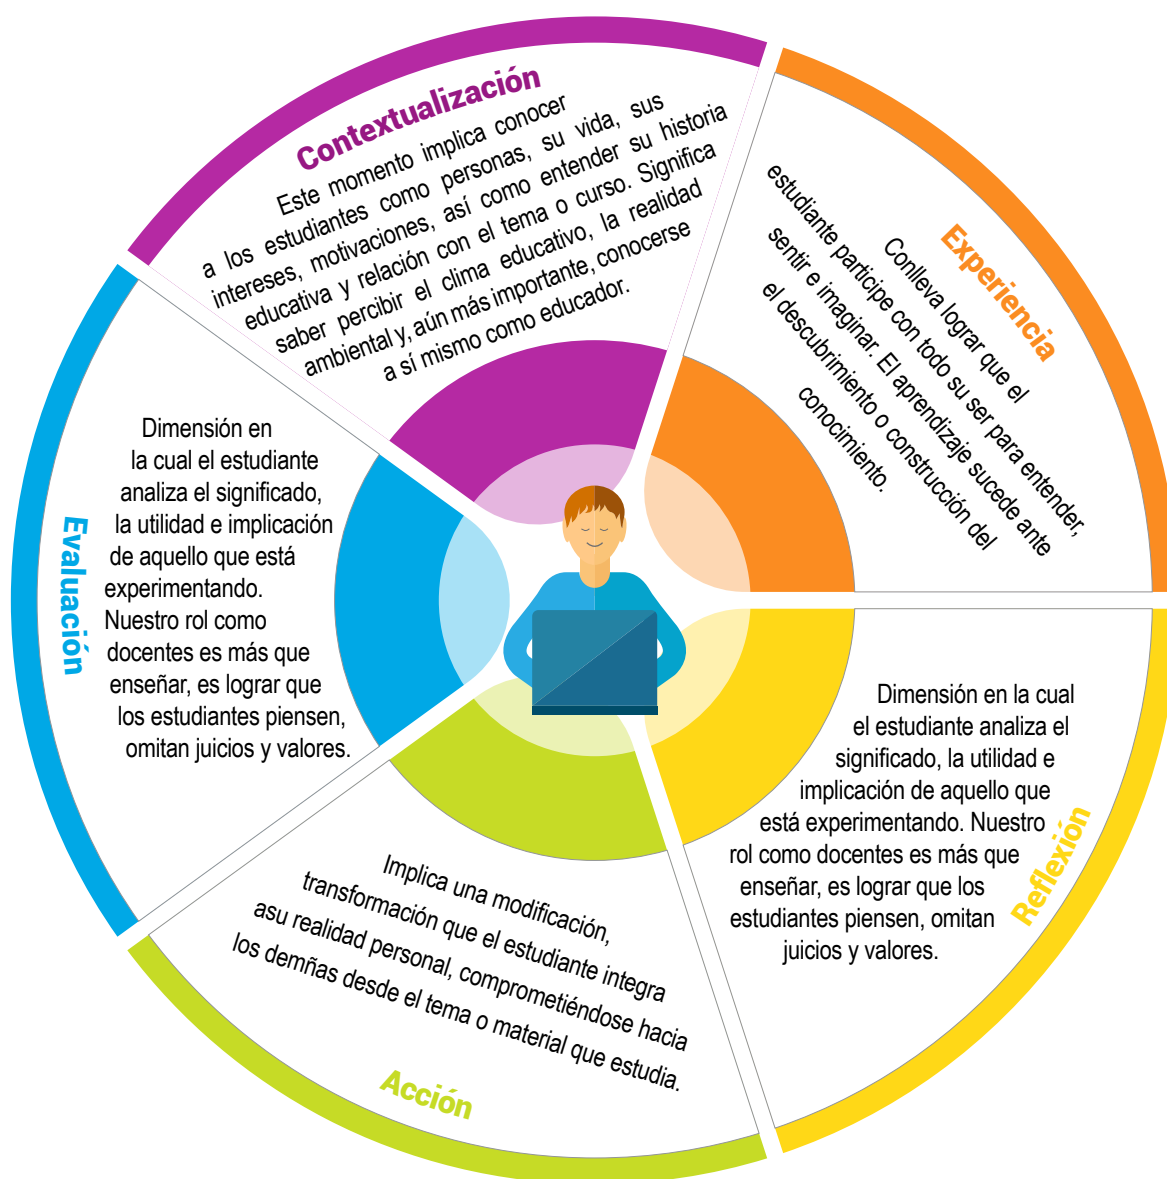 Contextualización
Este momento implica conocer
a los estudiantes como personas, su vida, sus
intereses, motivaciones, así como entender su historia
educativa y relación con el tema o curso. Significa
saber percibir el clima educativo, la realidad
ambiental y, aún más importante, conocerse
a sí mismo como educador.
Experiencia
Conlleva lograr que el
estudiante participe con todo su ser para entender,
sentir e imaginar. El aprendizaje sucede ante
el descubrimiento o construcción del
conocimiento.
Reflexión
Dimensión en la cual
el estudiante analiza el
significado, la utilidad e
implicación de aquello que
está experimentando. Nuestro
rol como docentes es más que
enseñar, es lograr que los
estudiantes piensen, omitan
juicios y valores.
Acción
Implica una modificación,
transformación que el estudiante integra
asu realidad personal, comprometiéndose hacia
los demñas desde el tema o material que estudia.
Evaluación
Dimensión en
la cual el estudiante
analiza el significado,
la utilidad e implicación
de aquello que está
experimentando.
Nuestro rol como
docentes es más que
enseñar, es lograr que
los estudiantes piensen,
omitan juicios y valores.